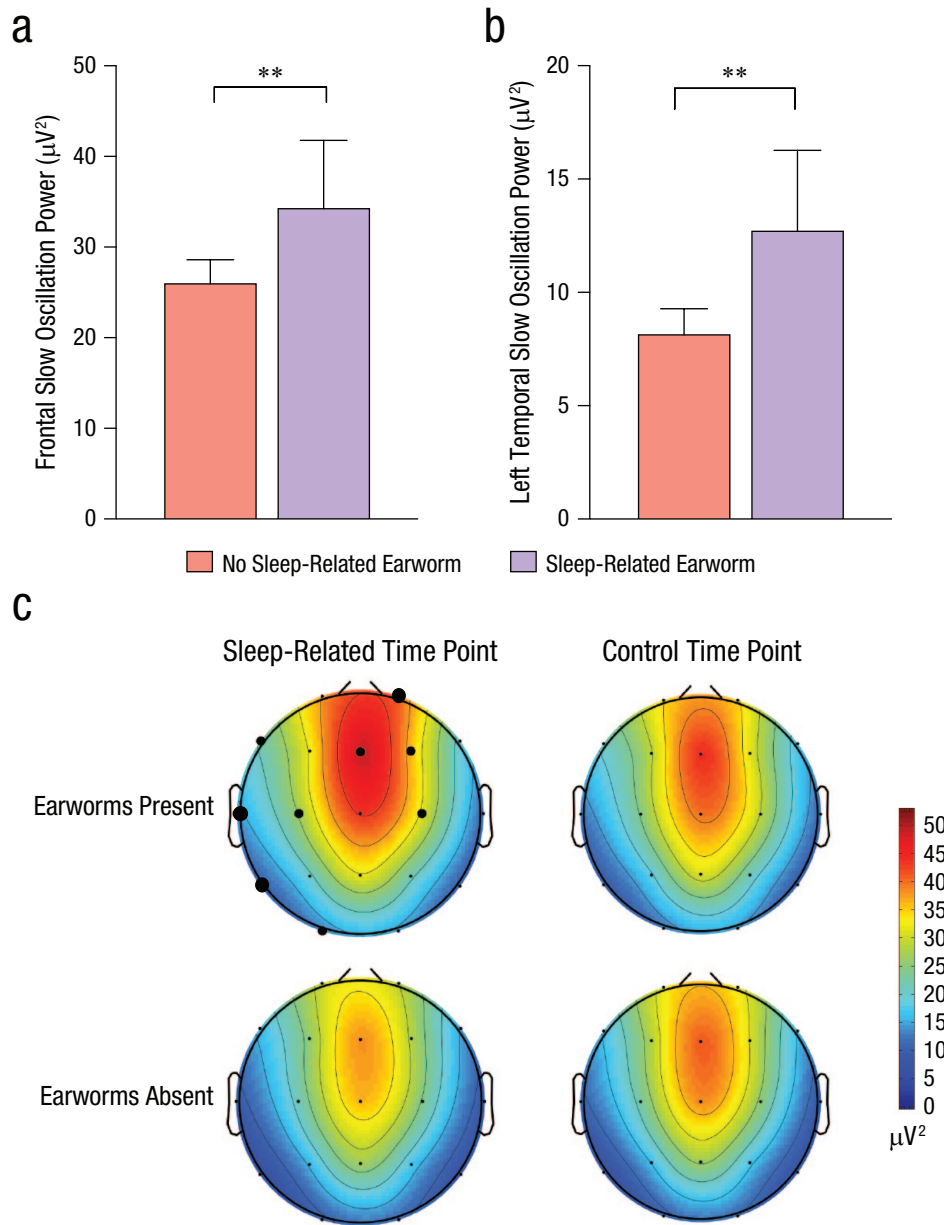 a
Frontal Slow Oscillation Power (μV²)
50
40
30
20
10
0
**
b
Left Temporal Slow Oscillation Power (μV²)
20
15
10
5
0
**
No Sleep-Related Earworm
Sleep-Related Earworm
c
Sleep-Related Time Point
Control Time Point
Earworms Present
Earworms Absent
50
45
40
35
30
25
20
15
10
5
0
μV²